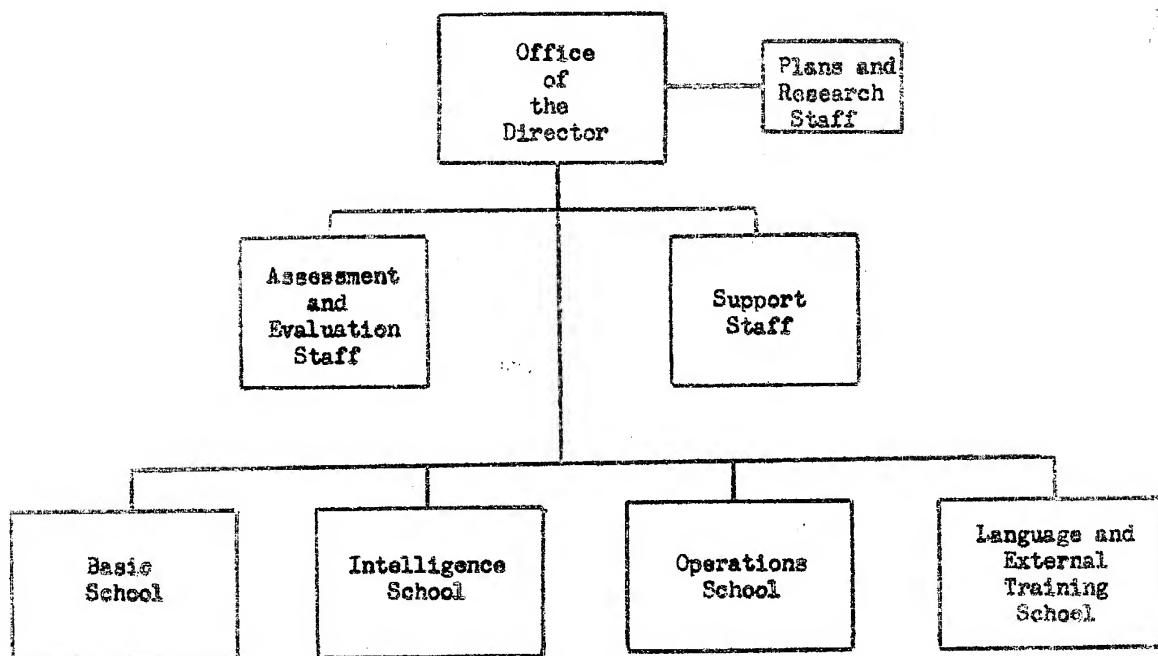 Office
of
the
Director
Plans and
Research
Staff
Assessment
and
Evaluation
Staff
Support
Staff
Basic
School
Intelligence
School
Operations
School
Language and
External
Training
School